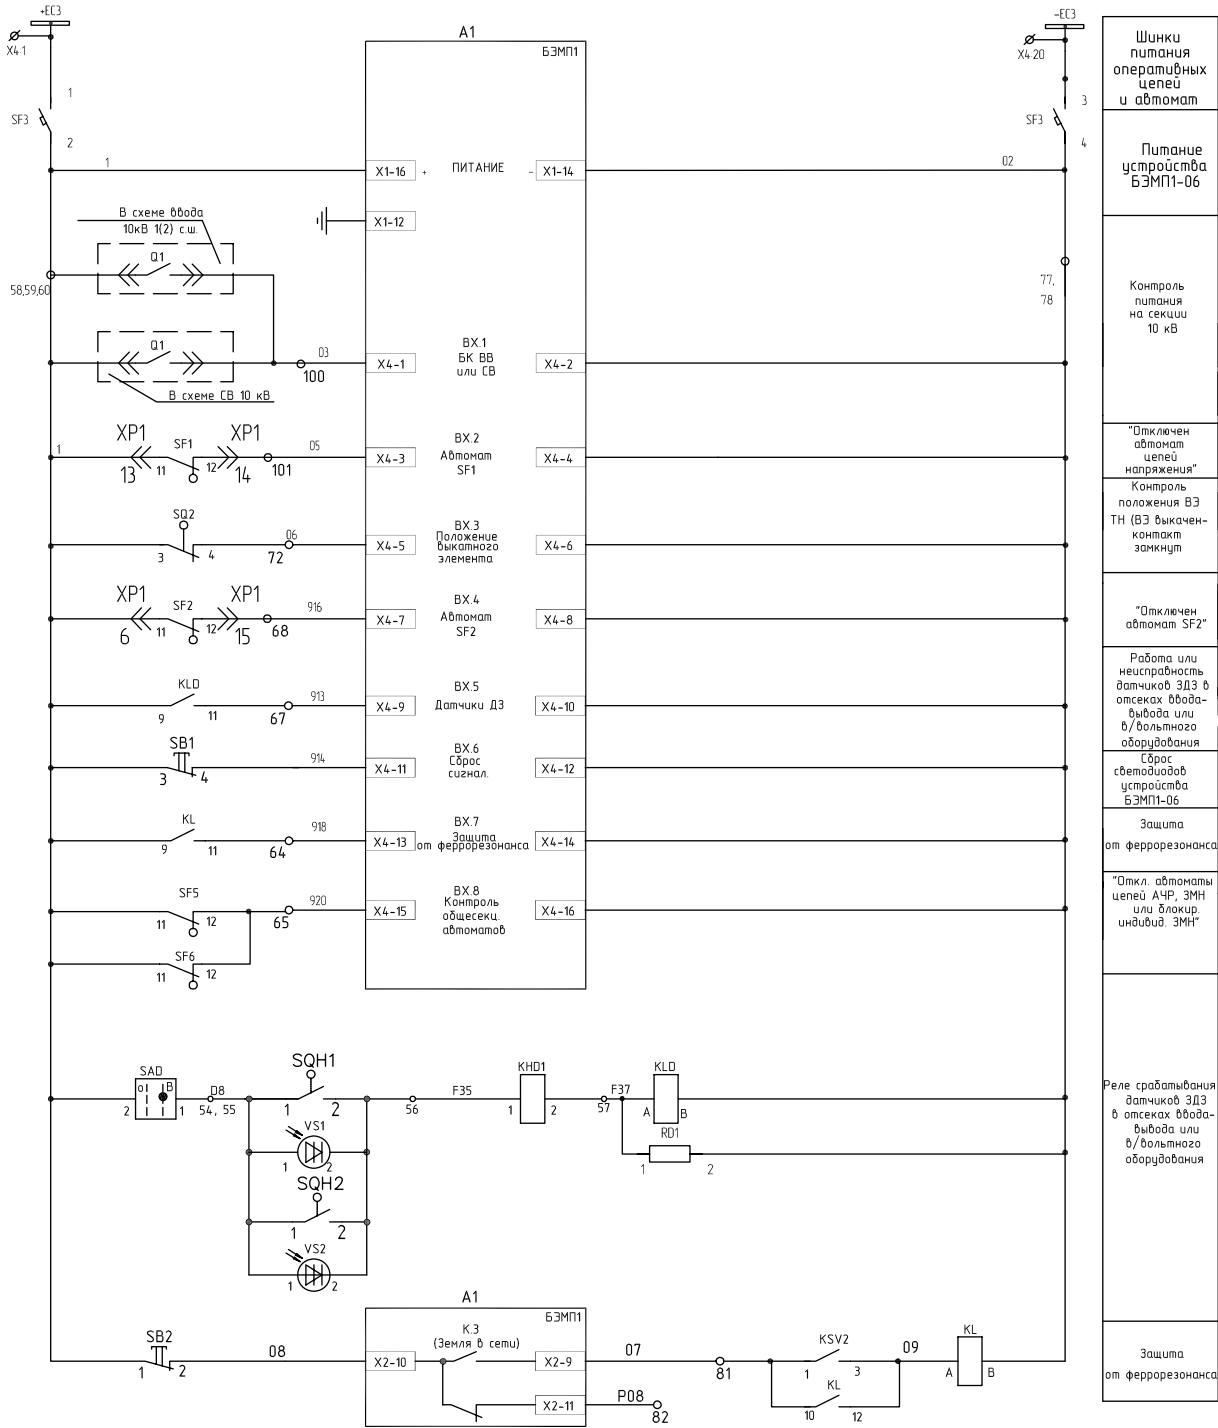 +EC3
X4:1
1
SF3
2
1
A1
БЭМП1
-EC3
X4:20
3
SF3
4
02
X1-16
+
ПИТАНИЕ
-
X1-14
X1-12
В схеме ввода
10кВ 1(2) с.ш.
Q1
58,59,60
77,
78
Q1
В схеме СВ 10 кВ
03
100
X4-1
ВХ.1
БК ВВ
или СВ
X4-2
1
XP1
13
SF1
11
12
XP1
14
101
05
X4-3
ВХ.2
Автомат
SF1
X4-4
SQ2
3
4
72
06
X4-5
ВХ.3
Положение
выкатного
элемента
X4-6
XP1
6
SF2
11
12
XP1
15
68
916
X4-7
ВХ.4
Автомат
SF2
X4-8
KLD
9
11
67
913
X4-9
ВХ.5
Датчики ДЗ
X4-10
SB1
3
4
914
X4-11
ВХ.6
Сброс
сигнал.
X4-12
KL
9
11
64
918
X4-13
ВХ.7
Защита
от феррорезонанса
X4-14
SF5
11
12
65
920
X4-15
ВХ.8
Контроль
общесекц.
автоматов
X4-16
SF6
11
12
SAD
0
В
2
1
D8
54, 55
SQH1
1
2
VS1
1
2
SQH2
1
2
VS2
1
2
56
F35
KHD1
1
2
F37
57
KLD
A
B
RD1
1
2
A1
БЭМП1
SB2
1
2
08
X2-10
К.3
(Земля в сети)
X2-9
X2-11
07
P08
82
81
KSV2
1
3
KL
10
12
09
KL
A
B
Шинки
питания
оперативных
цепей
и автомат
Питание
устройства
БЭМП1-06
Контроль
питания
на секции
10 кВ
"Отключен
автомат
цепей
напряжения"
Контроль
положения ВЭ
ТН (ВЭ выкачен-
контакт
замкнут
"Отключен
автомат SF2"
Работа или
неисправность
датчиков ЗДЗ в
отсеках ввода-
вывода или
в/вольтного
оборудования
Сброс
светодиодов
устройства
БЭМП1-06
Защита
от феррорезонанса
"Откл. автоматы
цепей АЧР, ЗМН
или блокир.
индивид. ЗМН"
Реле срабатывания
датчиков ЗДЗ
в отсеках ввода-
вывода или
в/вольтного
оборудования
Защита
от феррорезонанса